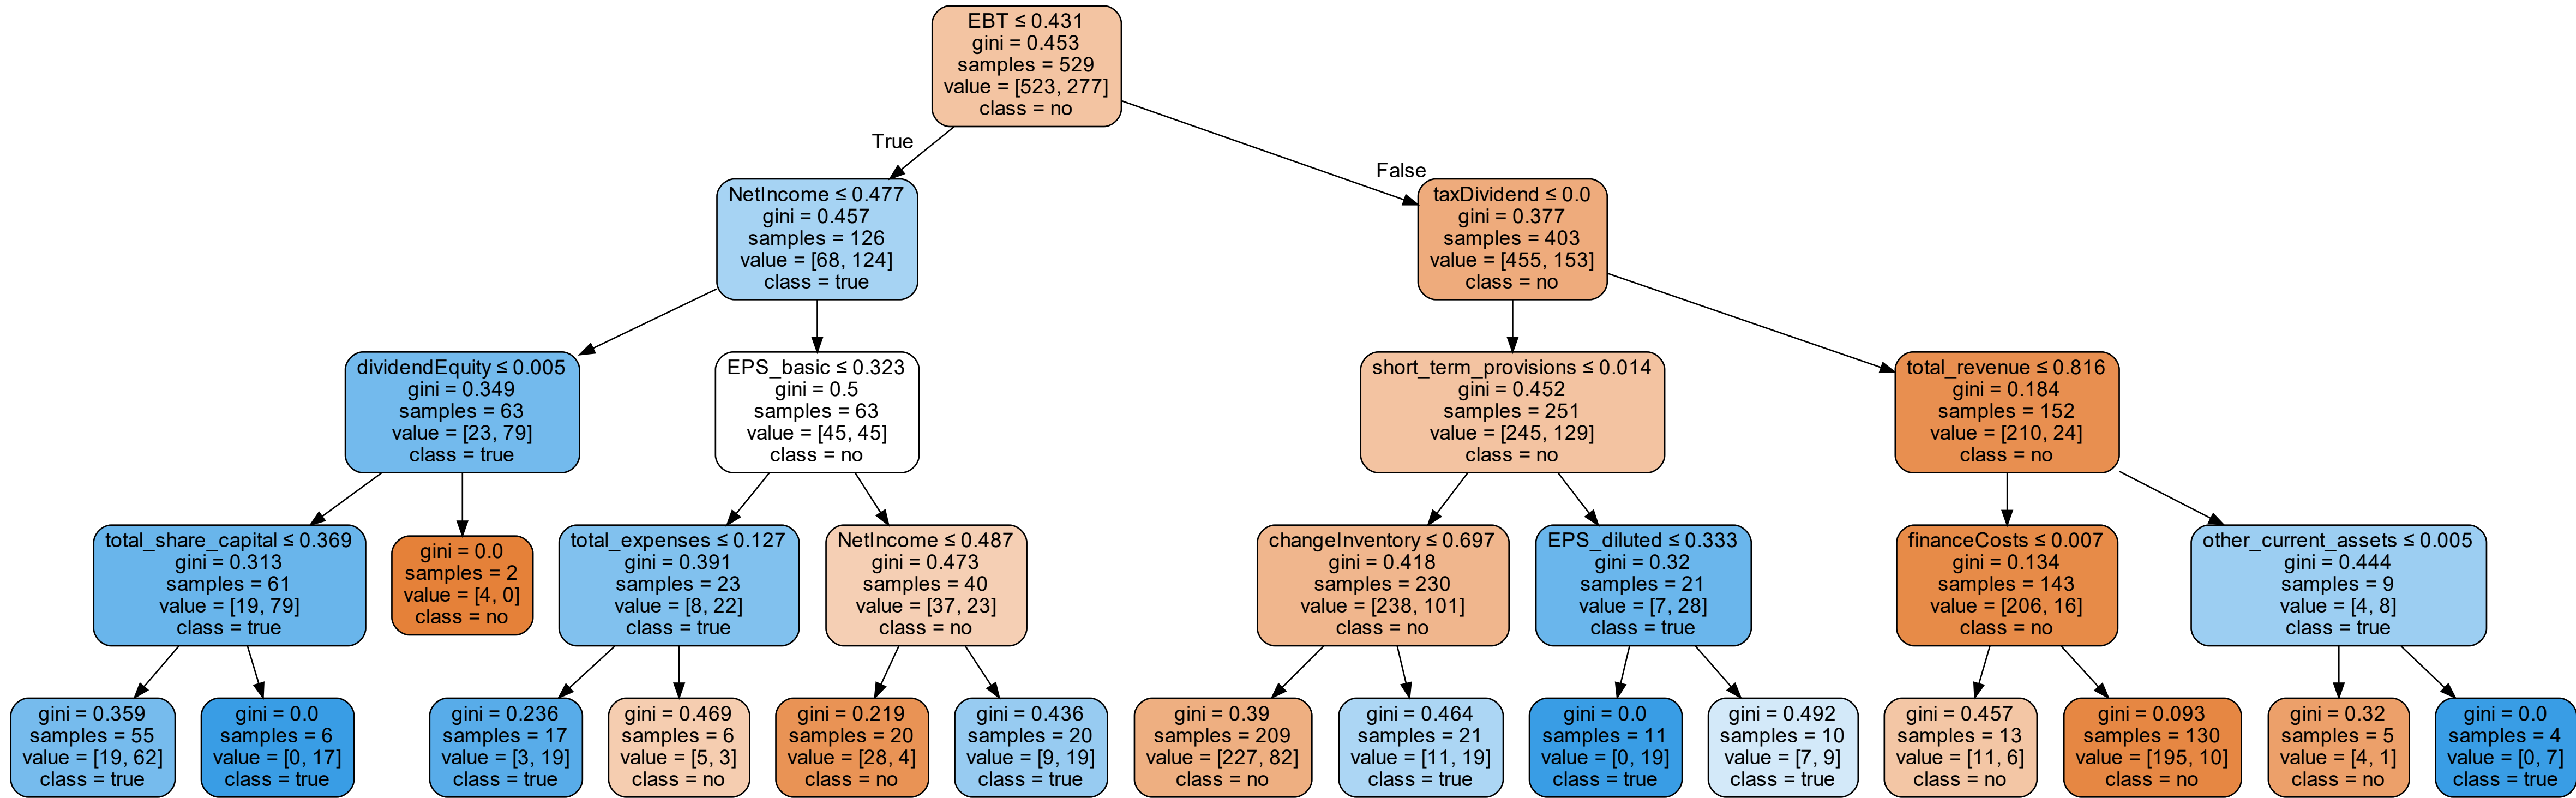 EBT ≤ 0.431
gini = 0.453
samples = 529
value = [523, 277]
class = no
True
False
NetIncome ≤ 0.477
gini = 0.457
samples = 126
value = [68, 124]
class = true
taxDividend ≤ 0.0
gini = 0.377
samples = 403
value = [455, 153]
class = no
dividendEquity ≤ 0.005
gini = 0.349
samples = 63
value = [23, 79]
class = true
EPS_basic ≤ 0.323
gini = 0.5
samples = 63
value = [45, 45]
class = no
short_term_provisions ≤ 0.014
gini = 0.452
samples = 251
value = [245, 129]
class = no
total_revenue ≤ 0.816
gini = 0.184
samples = 152
value = [210, 24]
class = no
total_share_capital ≤ 0.369
gini = 0.313
samples = 61
value = [19, 79]
class = true
gini = 0.0
samples = 2
value = [4, 0]
class = no
total_expenses ≤ 0.127
gini = 0.391
samples = 23
value = [8, 22]
class = true
NetIncome ≤ 0.487
gini = 0.473
samples = 40
value = [37, 23]
class = no
changeInventory ≤ 0.697
gini = 0.418
samples = 230
value = [238, 101]
class = no
EPS_diluted ≤ 0.333
gini = 0.32
samples = 21
value = [7, 28]
class = true
financeCosts ≤ 0.007
gini = 0.134
samples = 143
value = [206, 16]
class = no
other_current_assets ≤ 0.005
gini = 0.444
samples = 9
value = [4, 8]
class = true
gini = 0.359
samples = 55
value = [19, 62]
class = true
gini = 0.0
samples = 6
value = [0, 17]
class = true
gini = 0.236
samples = 17
value = [3, 19]
class = true
gini = 0.469
samples = 6
value = [5, 3]
class = no
gini = 0.219
samples = 20
value = [28, 4]
class = no
gini = 0.436
samples = 20
value = [9, 19]
class = true
gini = 0.39
samples = 209
value = [227, 82]
class = no
gini = 0.464
samples = 21
value = [11, 19]
class = true
gini = 0.0
samples = 11
value = [0, 19]
class = true
gini = 0.492
samples = 10
value = [7, 9]
class = true
gini = 0.457
samples = 13
value = [11, 6]
class = no
gini = 0.093
samples = 130
value = [195, 10]
class = no
gini = 0.32
samples = 5
value = [4, 1]
class = no
gini = 0.0
samples = 4
value = [0, 7]
class = true